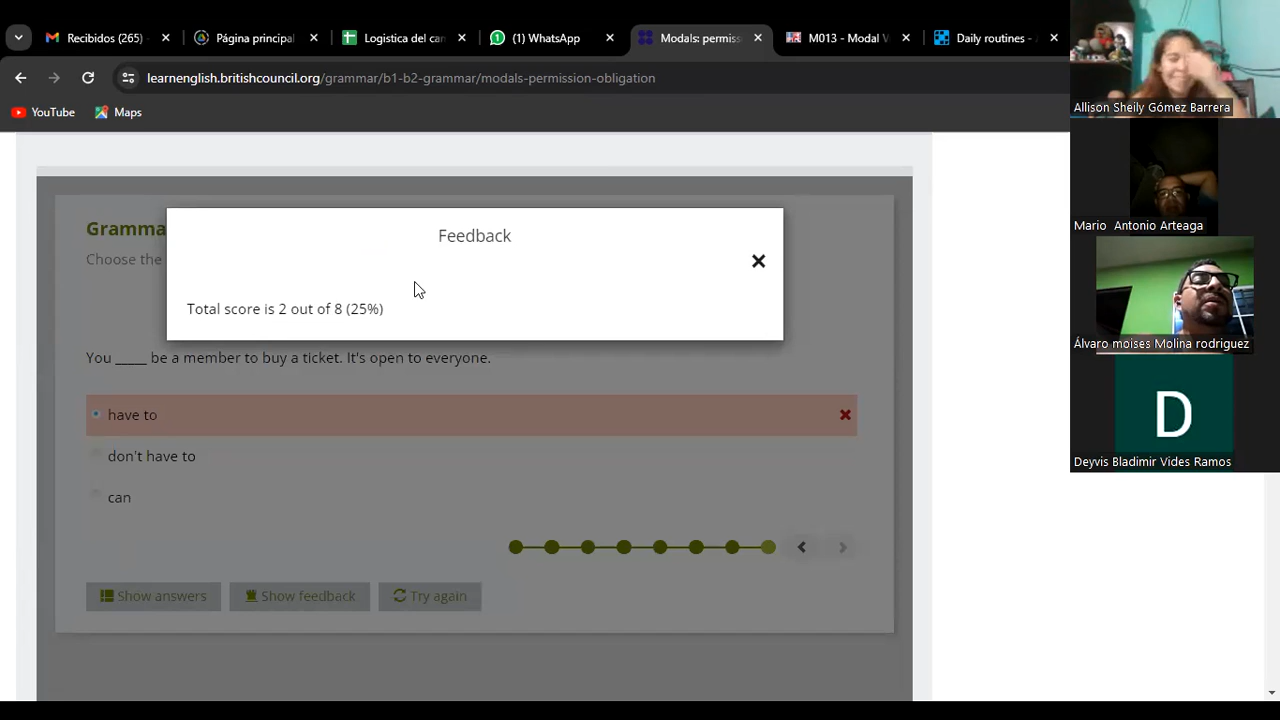 Recibidos (265)
Página principal
Logistica del car
(1) WhatsApp
Modals: permiss
M013 - Modal V
Daily routines -
learnenglish.britishcouncil.org/grammar/b1-b2-grammar/modals-permission-obligation
YouTube
Maps
Allison Sheily Gómez Barrera
Mario Antonio Arteaga
Álvaro moises Molina rodriguez
D
Deyvis Bladimir Vides Ramos
Gramma
Choose the
Feedback
Total score is 2 out of 8 (25%)
You _____ be a member to buy a ticket. It's open to everyone.
have to
don't have to
can
Show answers
Show feedback
Try again